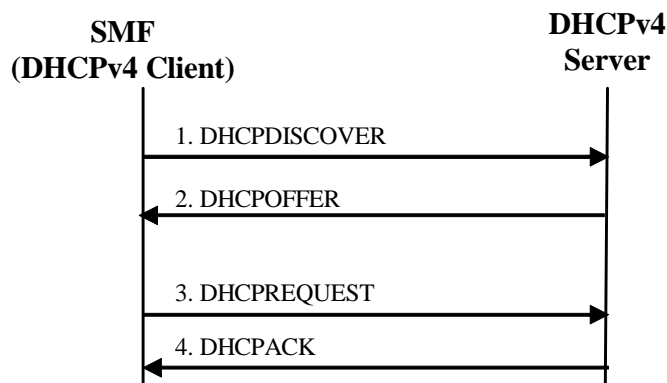 SMF
(DHCPv4 Client)
DHCPv4
Server
1. DHCPDISCOVER
2. DHCPOFFER
3. DHCPREQUEST
4. DHCPACK